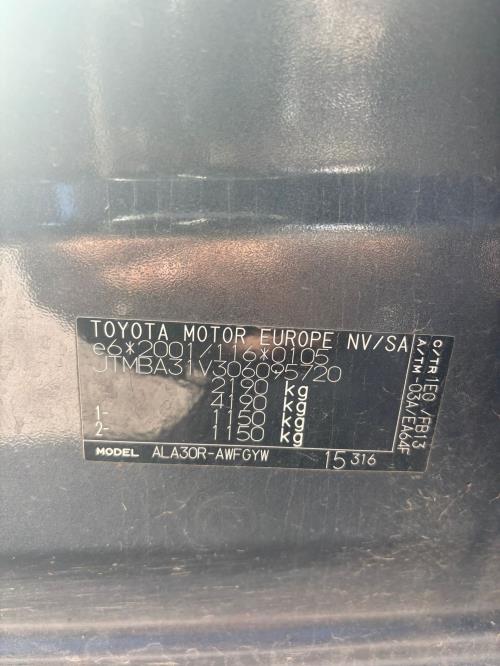 TOYOTA MOTOR EUROPE NV/SA
e6*2001/116*0105
JTMBA31V306095720
2190 kg
4190 kg
1- 1150 kg
2- 1150 kg
MODEL ALA30R-AWFGYW 15 316
C/TR 1E0 /FB13
A/TM -03A/EA64F